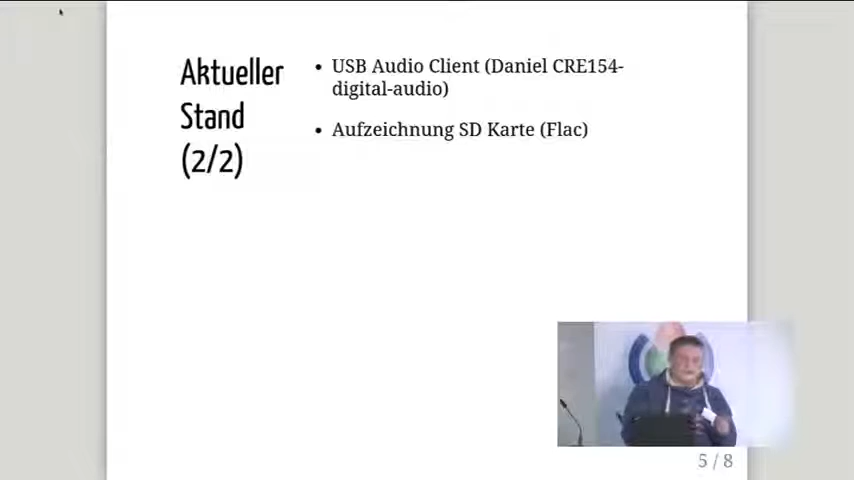 Aktueller
Stand
(2/2)
• USB Audio Client (Daniel CRE154-
digital-audio)
• Aufzeichnung SD Karte (Flac)
5 / 8